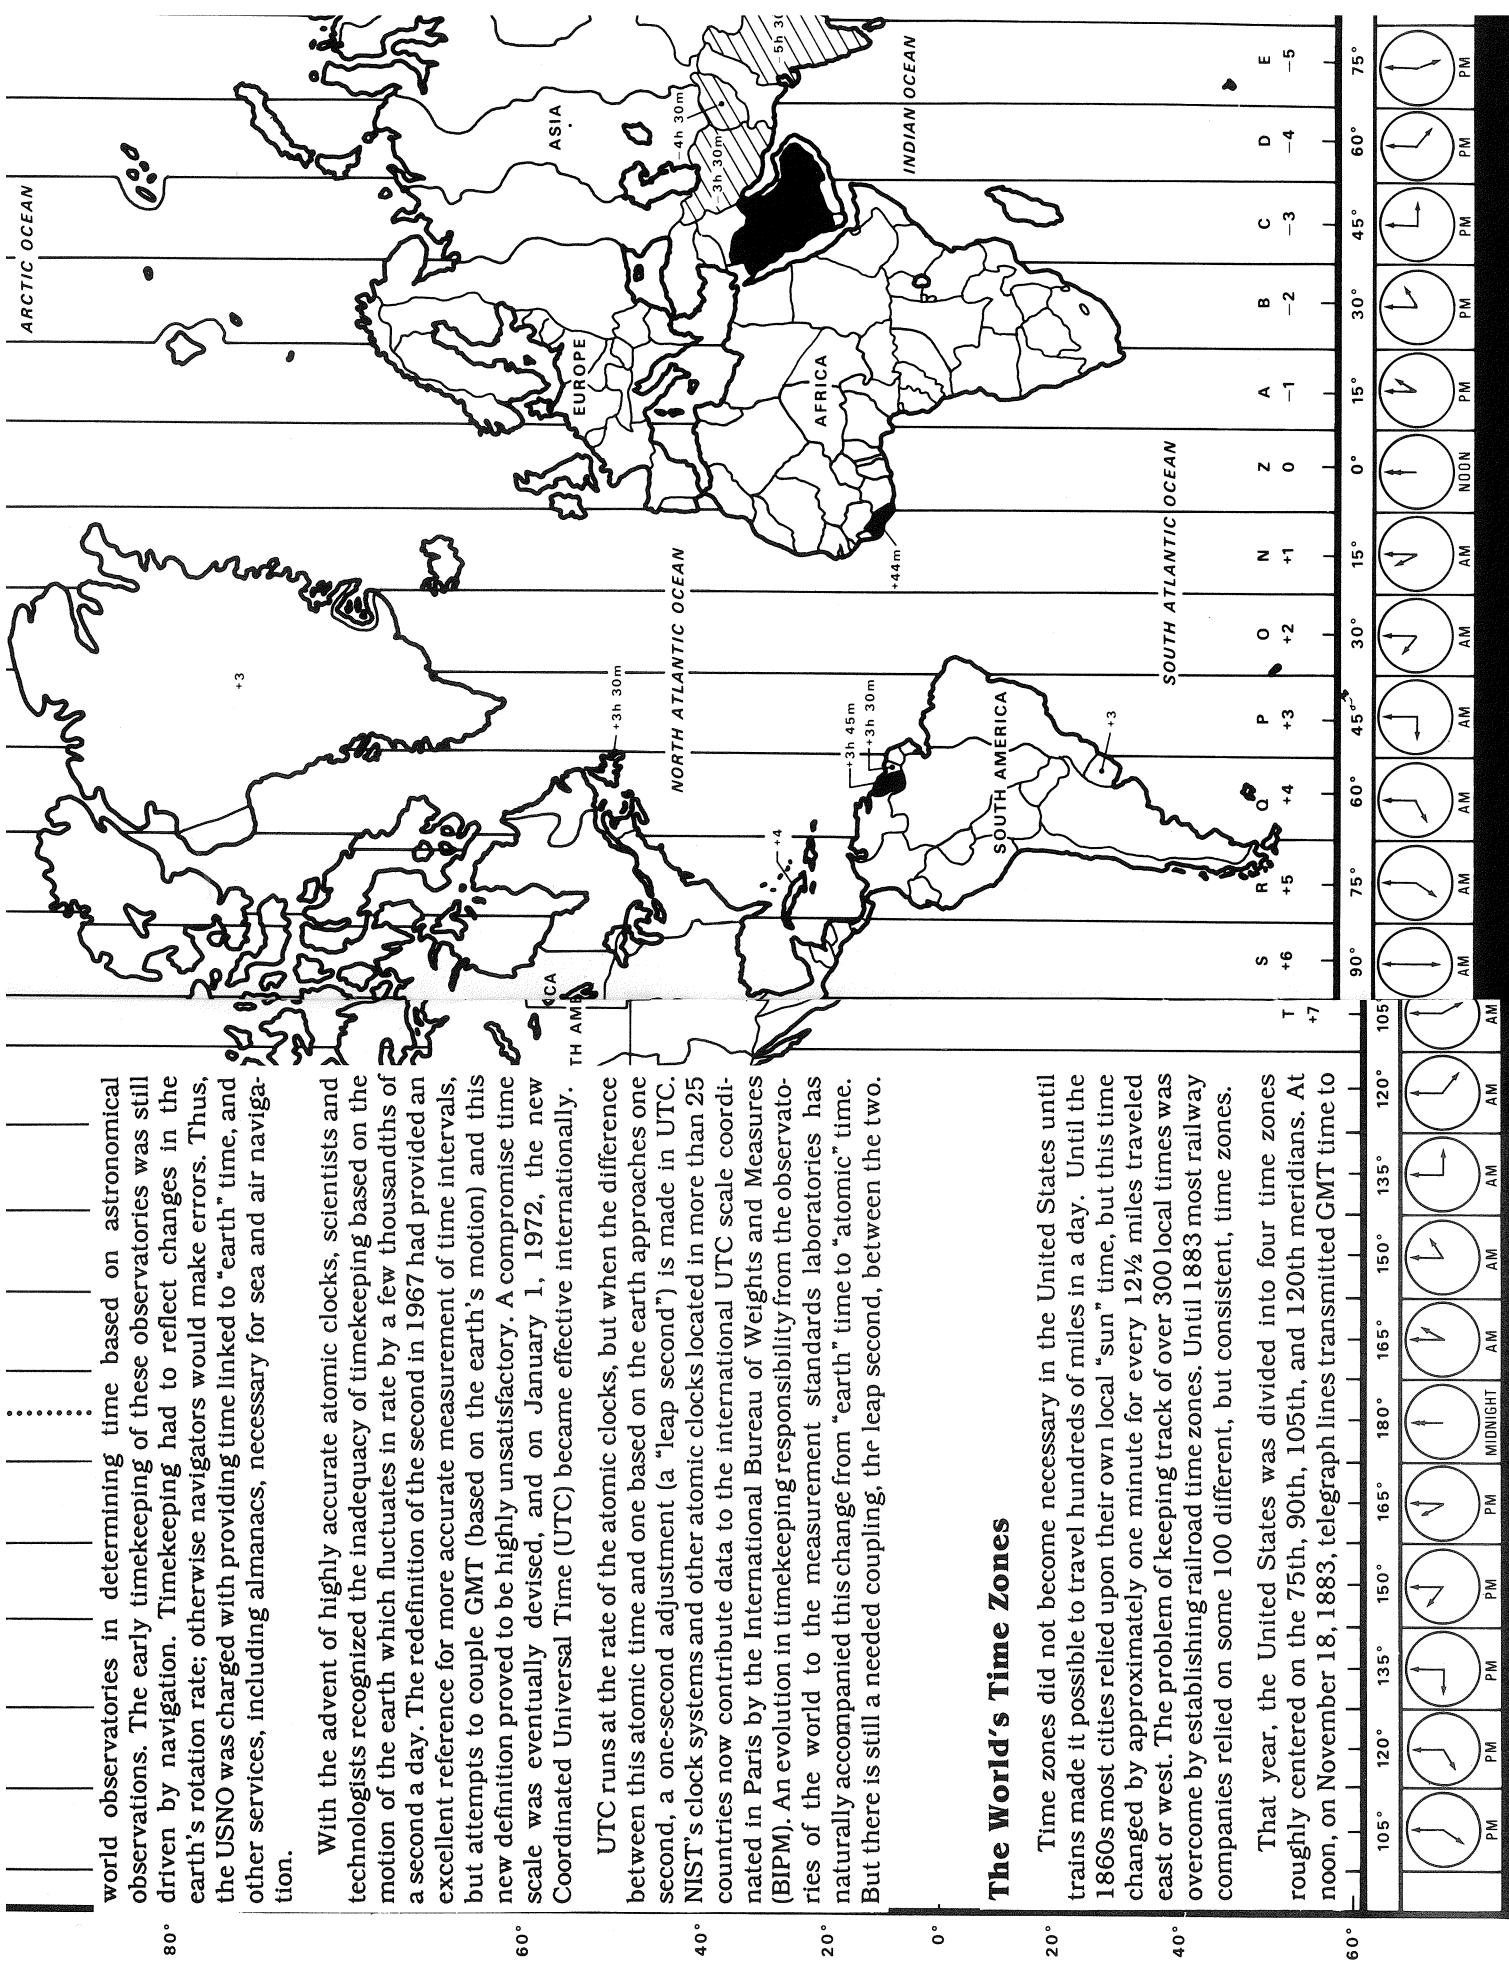 world observatories in determining time based on astronomical
observations. The early timekeeping of these observatories was still
driven by navigation. Timekeeping had to reflect changes in the
earth's rotation rate; otherwise navigators would make errors. Thus,
the USNO was charged with providing time linked to "earth" time, and
other services, including almanacs, necessary for sea and air naviga-
tion.
With the advent of highly accurate atomic clocks, scientists and
technologists recognized the inadequacy of timekeeping based on the
motion of the earth which fluctuates in rate by a few thousandths of
a second a day. The redefinition of the second in 1967 had provided an
excellent reference for more accurate measurement of time intervals,
but attempts to couple GMT (based on the earth's motion) and this
new definition proved to be highly unsatisfactory. A compromise time
scale was eventually devised, and on January 1, 1972, the new
Coordinated Universal Time (UTC) became effective internationally.
UTC runs at the rate of the atomic clocks, but when the difference
between this atomic time and one based on the earth approaches one
second, a one-second adjustment (a "leap second") is made in UTC.
NIST's clock systems and other atomic clocks located in more than 25
countries now contribute data to the international UTC scale coordi-
nated in Paris by the International Bureau of Weights and Measures
(BIPM). An evolution in timekeeping responsibility from the observato-
ries of the world to the measurement standards laboratories has
naturally accompanied this change from "earth" time to "atomic" time.
But there is still a needed coupling, the leap second, between the two.
The World's Time Zones
Time zones did not become necessary in the United States until
trains made it possible to travel hundreds of miles in a day. Until the
1860s most cities relied upon their own local "sun" time, but this time
changed by approximately one minute for every 12½ miles traveled
east or west. The problem of keeping track of over 300 local times was
overcome by establishing railroad time zones. Until 1883 most railway
companies relied on some 100 different, but consistent, time zones.
That year, the United States was divided into four time zones
roughly centered on the 75th, 90th, 105th, and 120th meridians. At
noon, on November 18, 1883, telegraph lines transmitted GMT time to
80°
60°
40°
20°
0°
20°
40°
60°
ARCTIC OCEAN
+3
TH AM
CA
EUROPE
ASIA
+3h 30m
NORTH ATLANTIC OCEAN
-4h 30m
-3h 30m
-5h 30
+4
AFRICA
+3h 45m
+3h 30m
+44m
INDIAN OCEAN
SOUTH AMERICA
+3
SOUTH ATLANTIC OCEAN
T S R Q P O N Z A B C D E
+7 +6 +5 +4 +3 +2 +1 0 -1 -2 -3 -4 -5
105° 120° 135° 150° 165° 180° 165° 150° 135° 120° 105 90° 75° 60° 45° 30° 15° 0° 15° 30° 45° 60° 75°
PM PM PM PM PM MIDNIGHT AM AM AM AM AM AM AM AM AM AM AM NOON PM PM PM PM PM